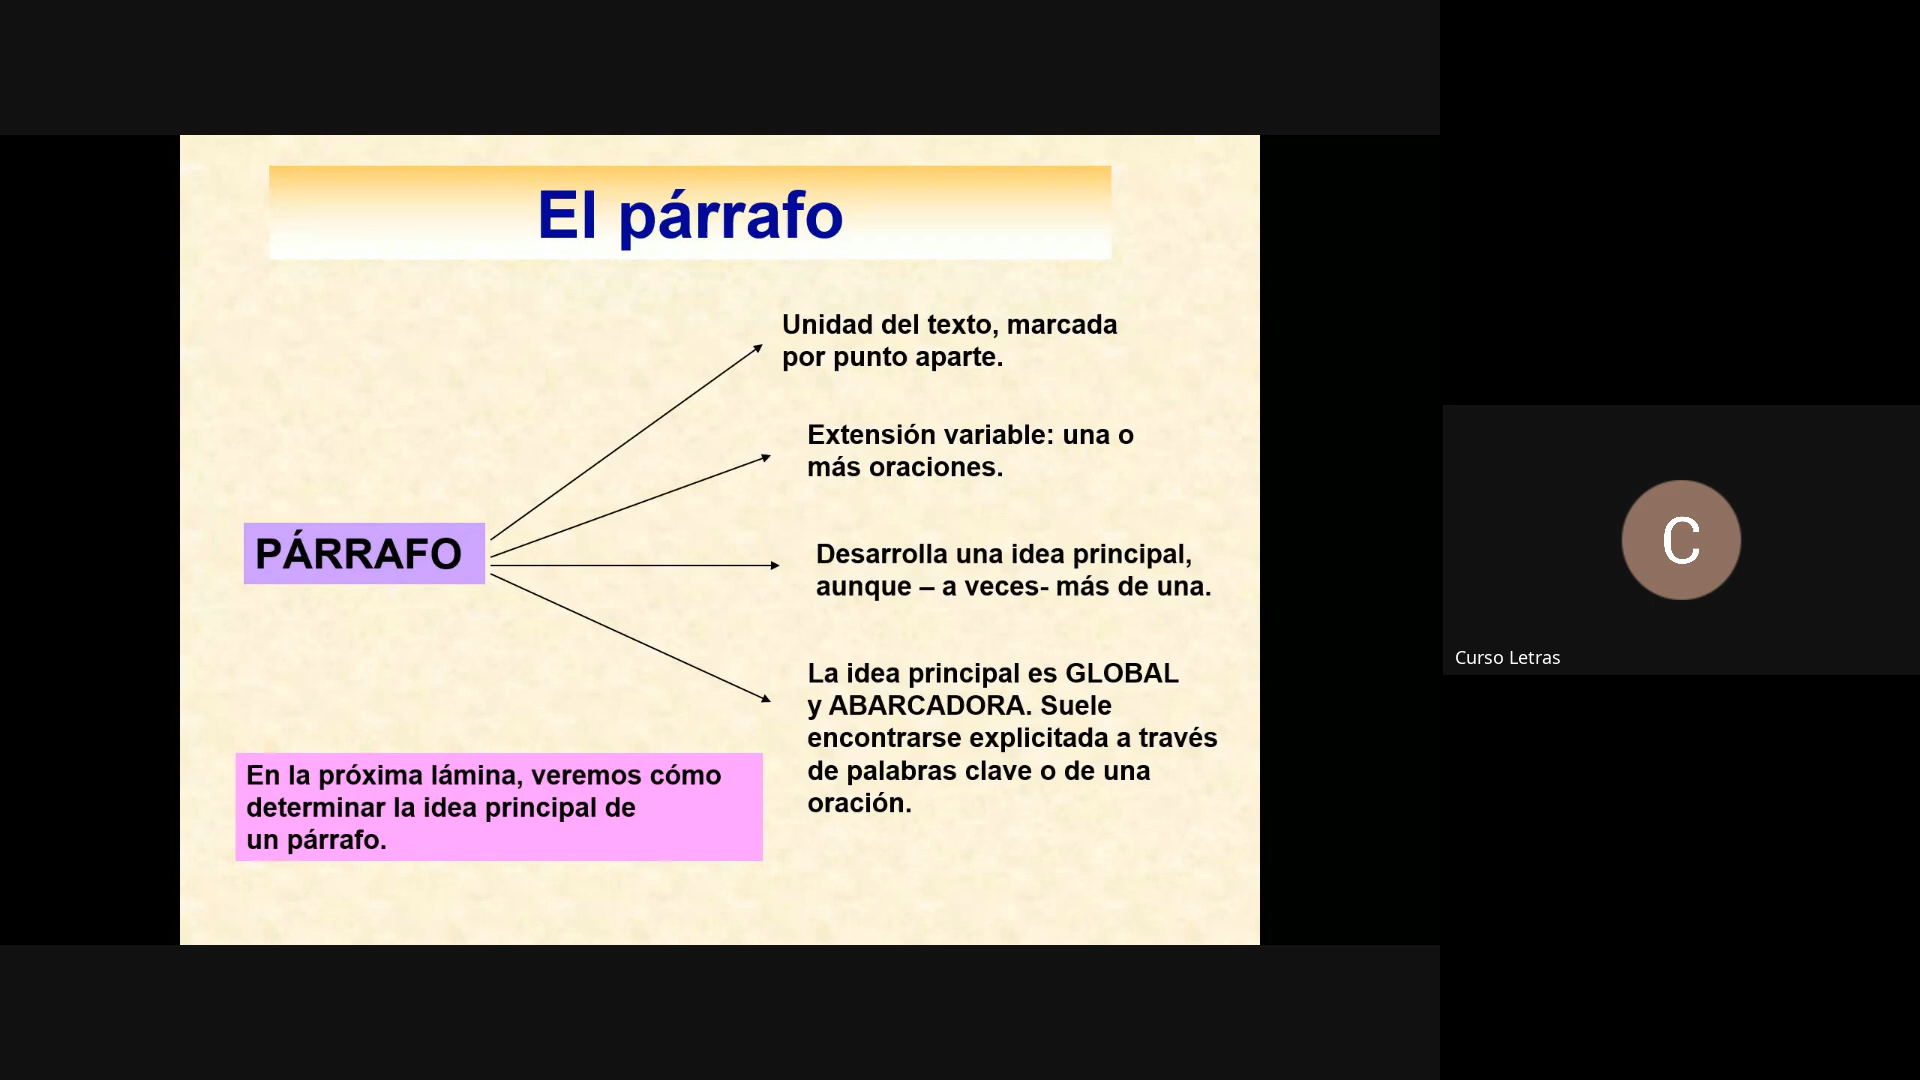 El párrafo
Unidad del texto, marcada
por punto aparte.
Extensión variable: una o
más oraciones.
PÁRRAFO
Desarrolla una idea principal,
aunque – a veces- más de una.
La idea principal es GLOBAL
y ABARCADORA. Suele
encontrarse explicitada a través
de palabras clave o de una
oración.
En la próxima lámina, veremos cómo
determinar la idea principal de
un párrafo.
C
Curso Letras